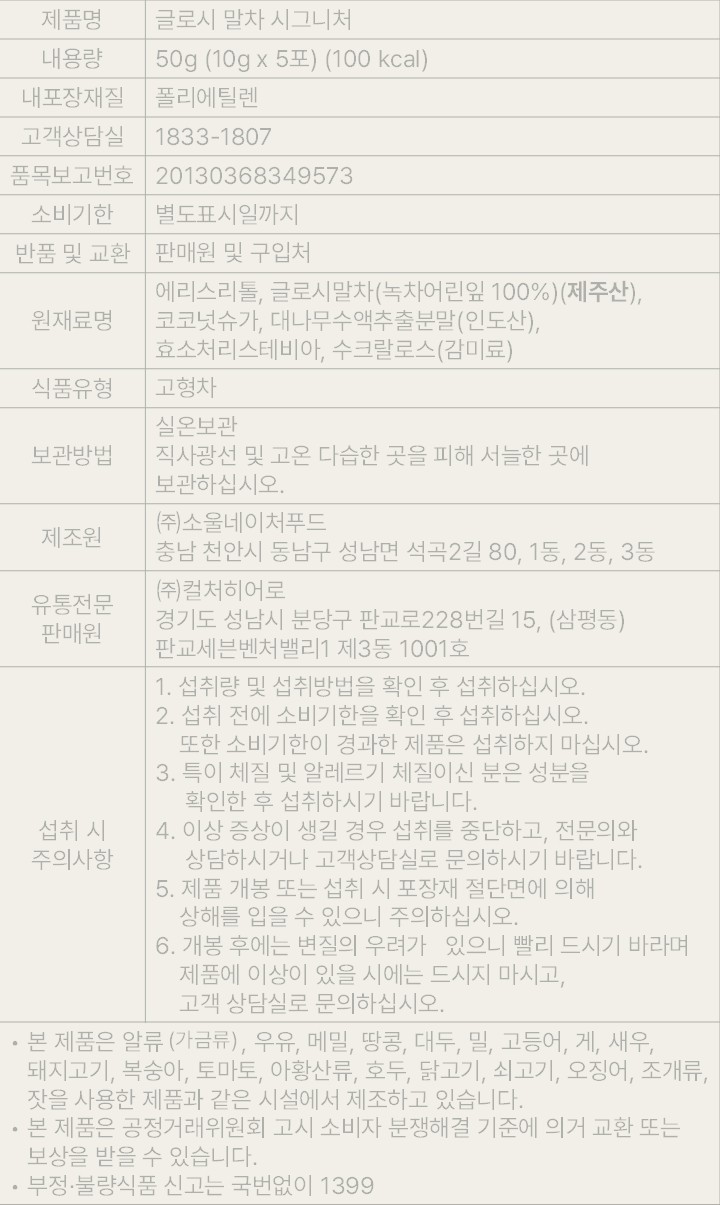 제품명 글로시 말차 시그니처
내용량 50g (10g x 5포) (100 kcal)
내포장재질 폴리에틸렌
고객상담실 1833-1807
품목보고번호 20130368349573
소비기한 별도표시일까지
반품 및 교환 판매원 및 구입처
원재료명 에리스리톨, 글로시말차(녹차어린잎 100%)(제주산),
코코넛슈가, 대나무수액추출분말(인도산),
효소처리스테비아, 수크랄로스(감미료)
식품유형 고형차
보관방법 실온보관
직사광선 및 고온 다습한 곳을 피해 서늘한 곳에
보관하십시오.
제조원 ㈜소울네이처푸드
충남 천안시 동남구 성남면 석곡2길 80, 1동, 2동, 3동
유통전문
판매원
㈜컬처히어로
경기도 성남시 분당구 판교로228번길 15, (삼평동)
판교세븐벤처밸리1 제3동 1001호
섭취 시
주의사항
1. 섭취량 및 섭취방법을 확인 후 섭취하십시오.
2. 섭취 전에 소비기한을 확인 후 섭취하십시오.
또한 소비기한이 경과한 제품은 섭취하지 마십시오.
3. 특이 체질 및 알레르기 체질이신 분은 성분을
확인한 후 섭취하시기 바랍니다.
4. 이상 증상이 생길 경우 섭취를 중단하고, 전문의와
상담하시거나 고객상담실로 문의하시기 바랍니다.
5. 제품 개봉 또는 섭취 시 포장재 절단면에 의해
상해를 입을 수 있으니 주의하십시오.
6. 개봉 후에는 변질의 우려가 있으니 빨리 드시기 바라며
제품에 이상이 있을 시에는 드시지 마시고,
고객 상담실로 문의하십시오.
• 본 제품은 알류(가금류), 우유, 메밀, 땅콩, 대두, 밀, 고등어, 게, 새우,
돼지고기, 복숭아, 토마토, 아황산류, 호두, 닭고기, 쇠고기, 오징어, 조개류,
잣을 사용한 제품과 같은 시설에서 제조하고 있습니다.
• 본 제품은 공정거래위원회 고시 소비자 분쟁해결 기준에 의거 교환 또는
보상을 받을 수 있습니다.
• 부정·불량식품 신고는 국번없이 1399